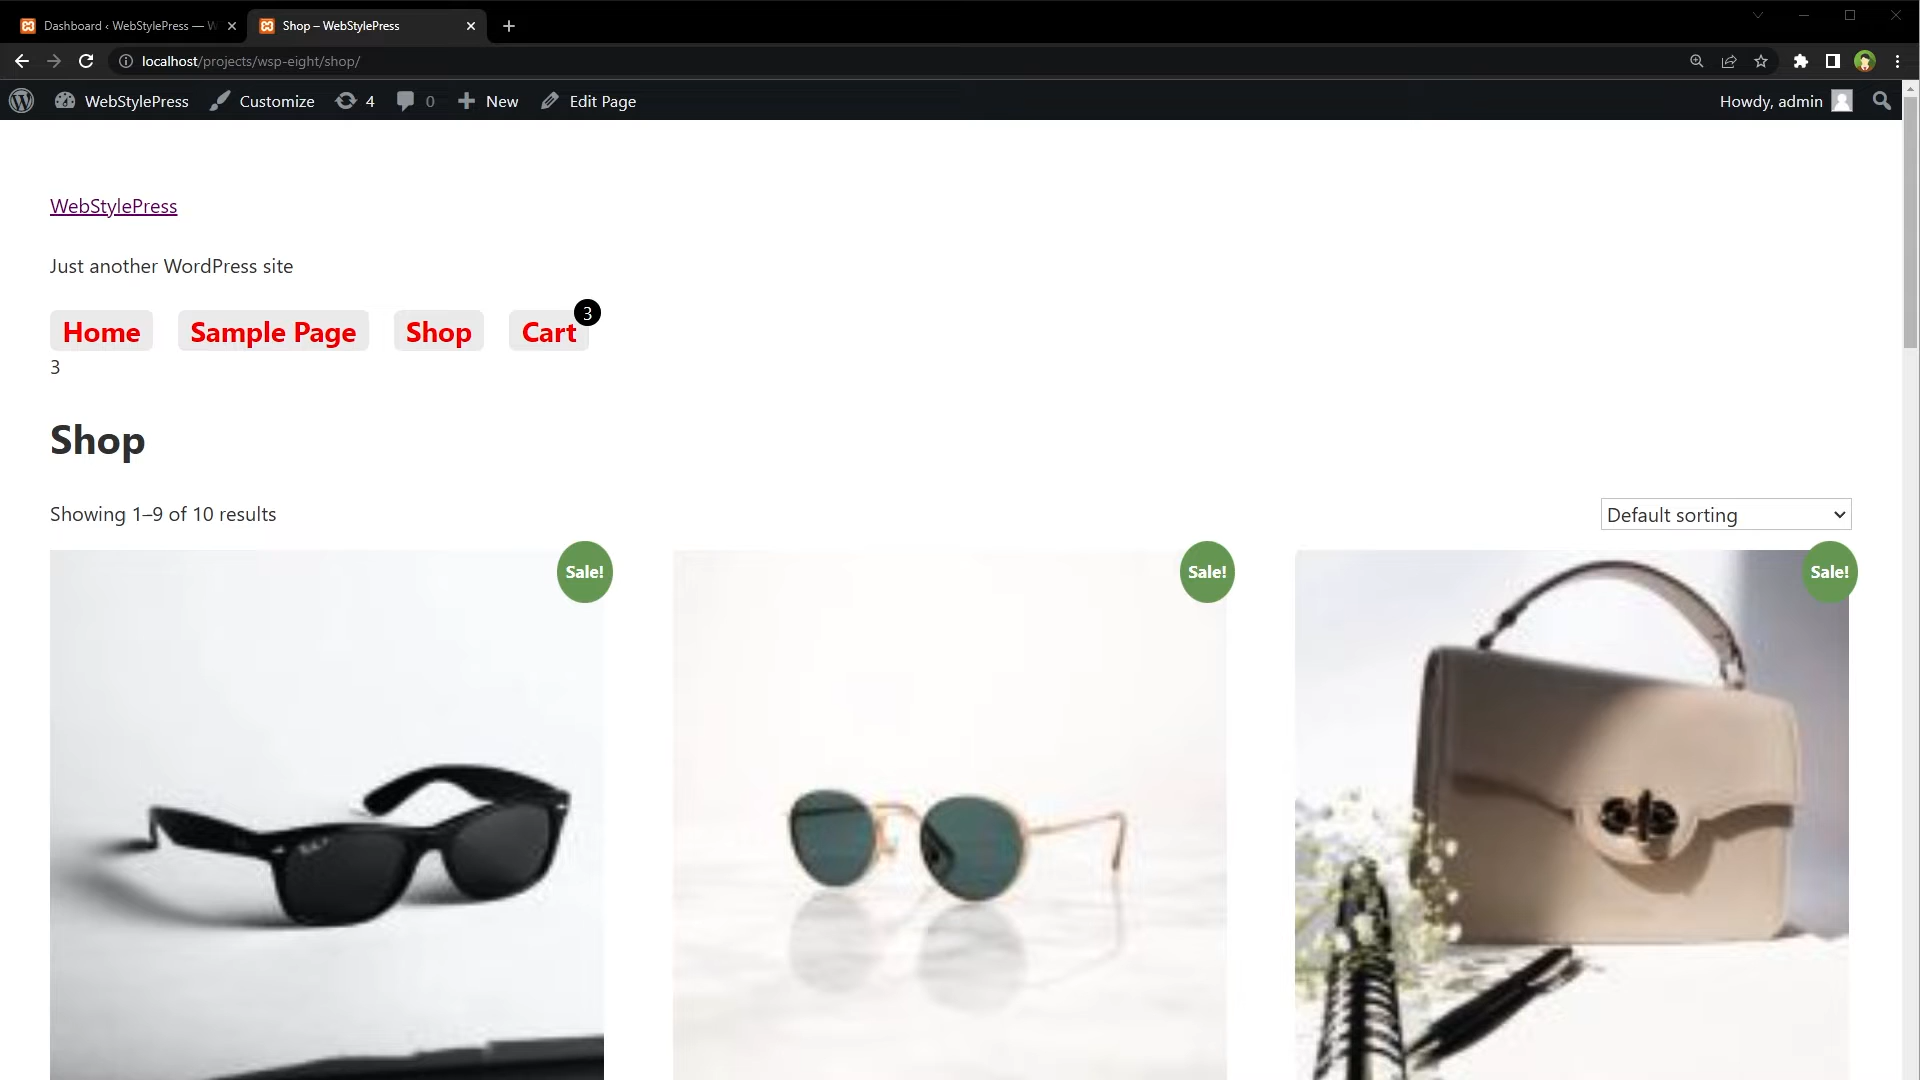 Dashboard ‹ WebStylePress — W
Shop – WebStylePress
localhost/projects/wsp-eight/shop/
WebStylePress Customize 4 0 New Edit Page Howdy, admin
WebStylePress
Just another WordPress site
Home Sample Page Shop Cart 3
3
Shop
Showing 1–9 of 10 results Default sorting
Sale! Sale! Sale!